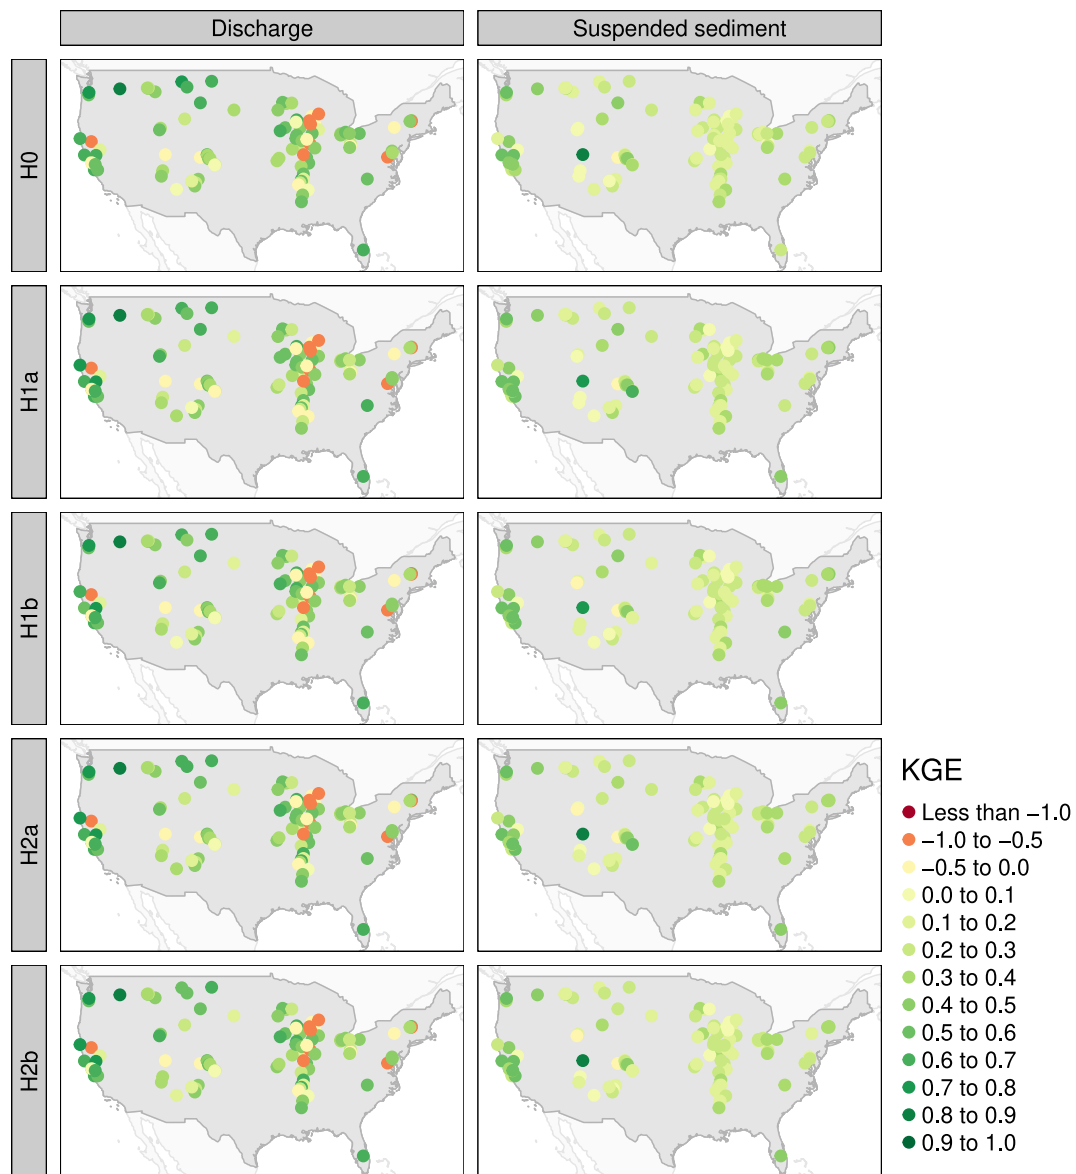 Discharge
Suspended sediment
H0
H1a
H1b
H2a
H2b
KGE
Less than −1.0
−1.0 to −0.5
−0.5 to 0.0
0.0 to 0.1
0.1 to 0.2
0.2 to 0.3
0.3 to 0.4
0.4 to 0.5
0.5 to 0.6
0.6 to 0.7
0.7 to 0.8
0.8 to 0.9
0.9 to 1.0